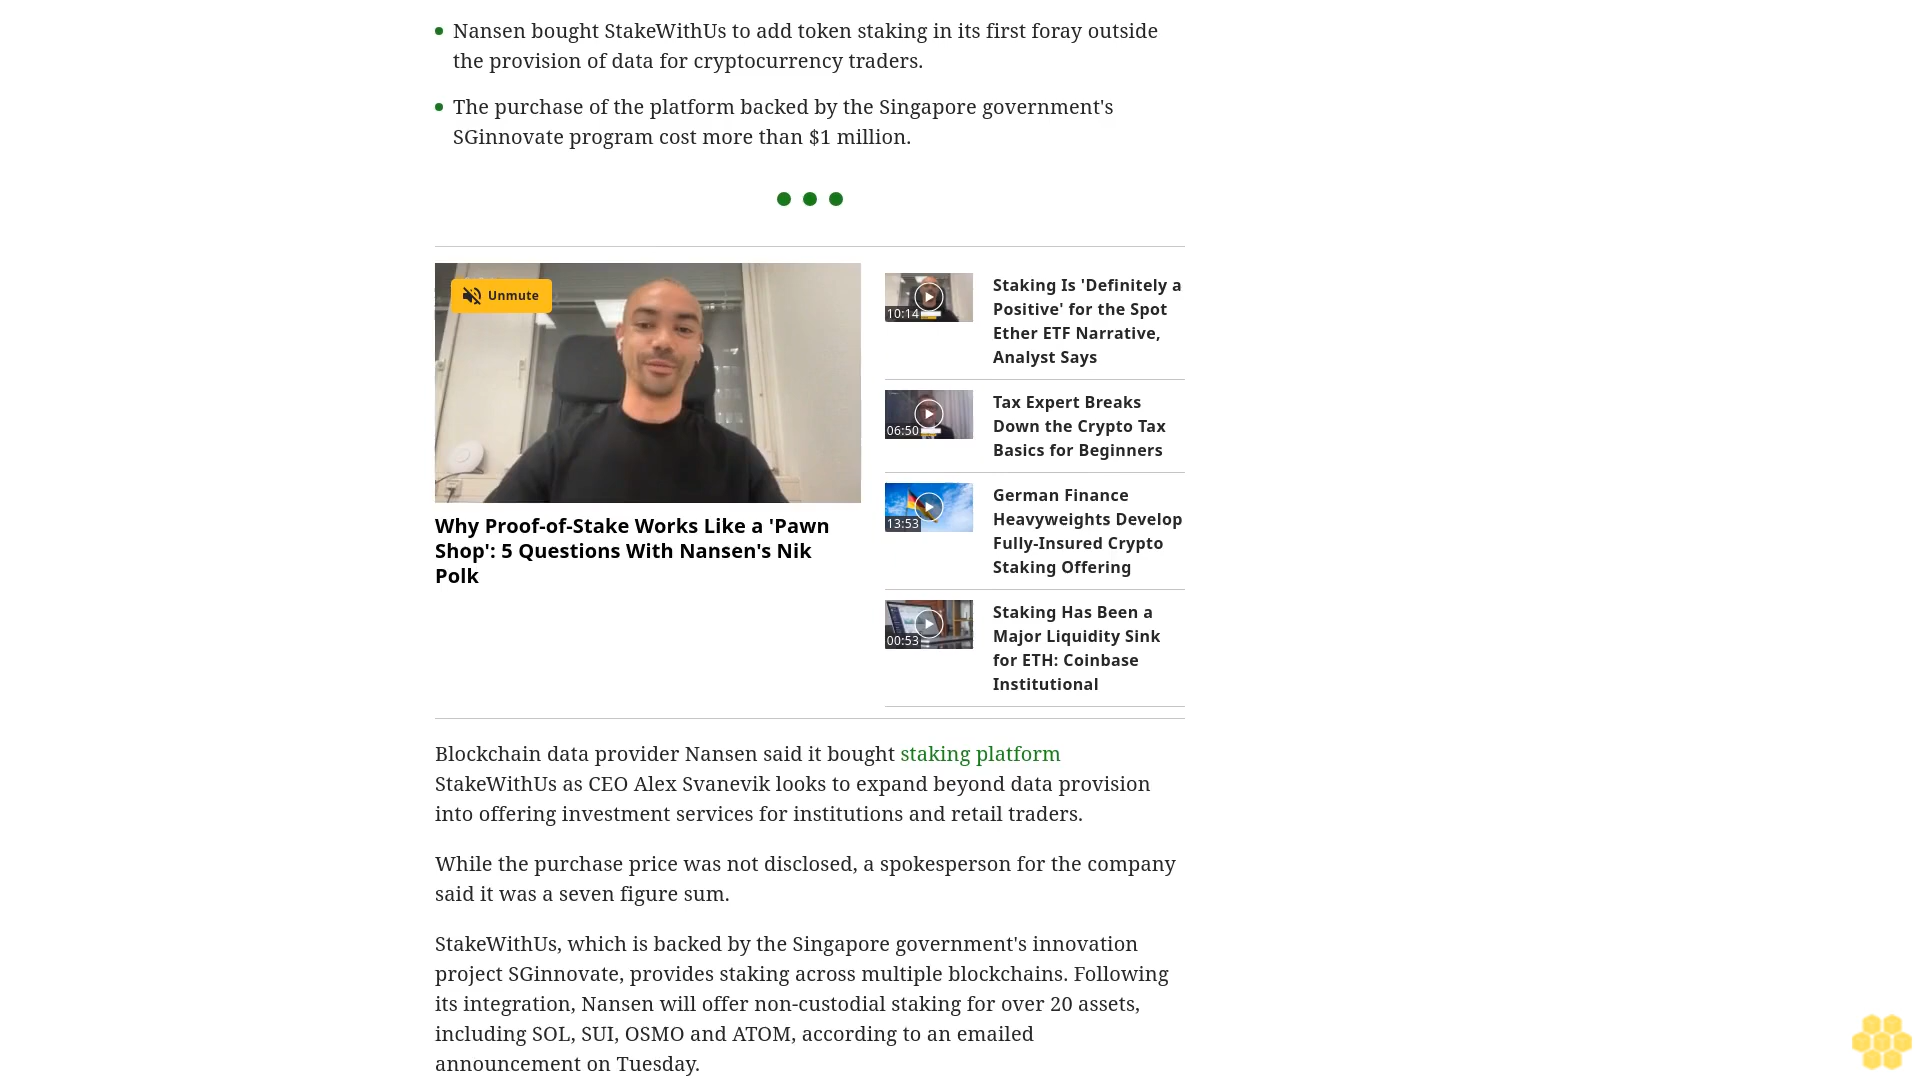 Nansen bought StakeWithUs to add token staking in its first foray outside
the provision of data for cryptocurrency traders.
The purchase of the platform backed by the Singapore government's
SGinnovate program cost more than $1 million.
Unmute
Why Proof-of-Stake Works Like a 'Pawn
Shop': 5 Questions With Nansen's Nik
Polk
10:14
Staking Is 'Definitely a
Positive' for the Spot
Ether ETF Narrative,
Analyst Says
06:50
Tax Expert Breaks
Down the Crypto Tax
Basics for Beginners
13:53
German Finance
Heavyweights Develop
Fully-Insured Crypto
Staking Offering
00:53
Staking Has Been a
Major Liquidity Sink
for ETH: Coinbase
Institutional
Blockchain data provider Nansen said it bought staking platform
StakeWithUs as CEO Alex Svanevik looks to expand beyond data provision
into offering investment services for institutions and retail traders.
While the purchase price was not disclosed, a spokesperson for the company
said it was a seven figure sum.
StakeWithUs, which is backed by the Singapore government's innovation
project SGinnovate, provides staking across multiple blockchains. Following
its integration, Nansen will offer non-custodial staking for over 20 assets,
including SOL, SUI, OSMO and ATOM, according to an emailed
announcement on Tuesday.